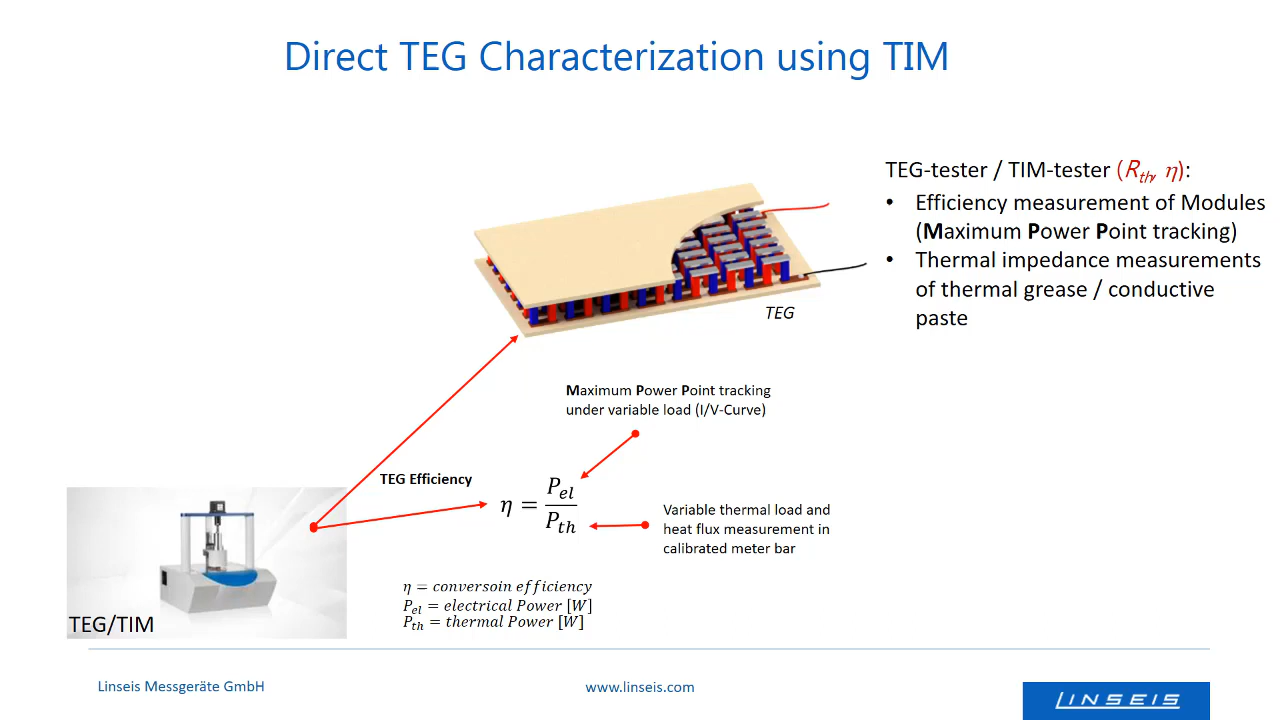 Direct TEG Characterization using TIM
TEG-tester / TIM-tester (Rth, η):
• Efficiency measurement of Modules
(Maximum Power Point tracking)
• Thermal impedance measurements
of thermal grease / conductive
paste
TEG
Maximum Power Point tracking
under variable load (I/V-Curve)
TEG Efficiency
η = Pel / Pth
Variable thermal load and
heat flux measurement in
calibrated meter bar
η = conversoin efficiency
Pel = electrical Power [W]
Pth = thermal Power [W]
TEG/TIM
Linseis Messgeräte GmbH
www.linseis.com
LINSEIS